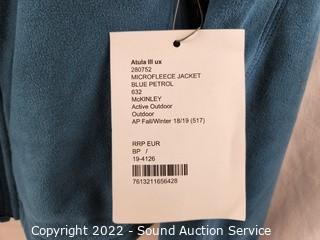 Atula III ux
280752
MICROFLEECE JACKET
BLUE PETROL
632
McKINLEY
Active Outdoor
Outdoor
AP Fall/Winter 18/19 (517)
RRP EUR
BP /
19-4126
7613211656428
Copyright 2022 - Sound Auction Service